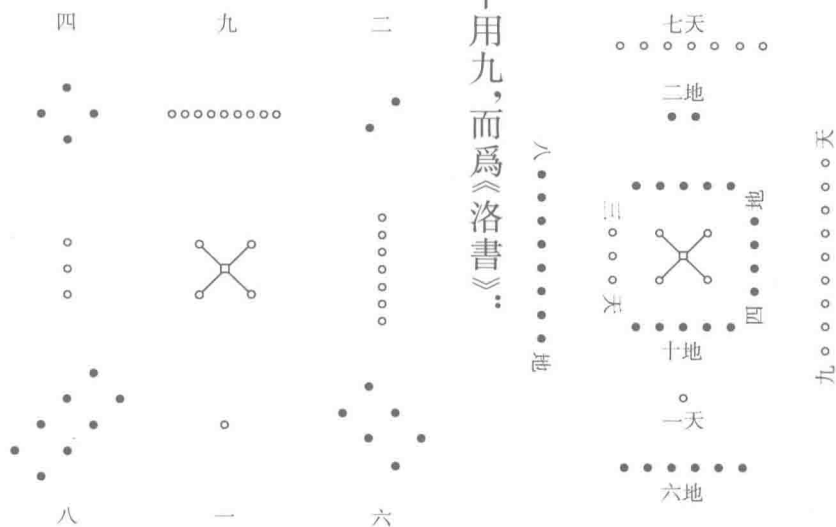 七天
二地
天
九
地
四
三
天
八
地
十地
一天
六地
用九，而爲《洛書》：
四
九
二
八
一
六